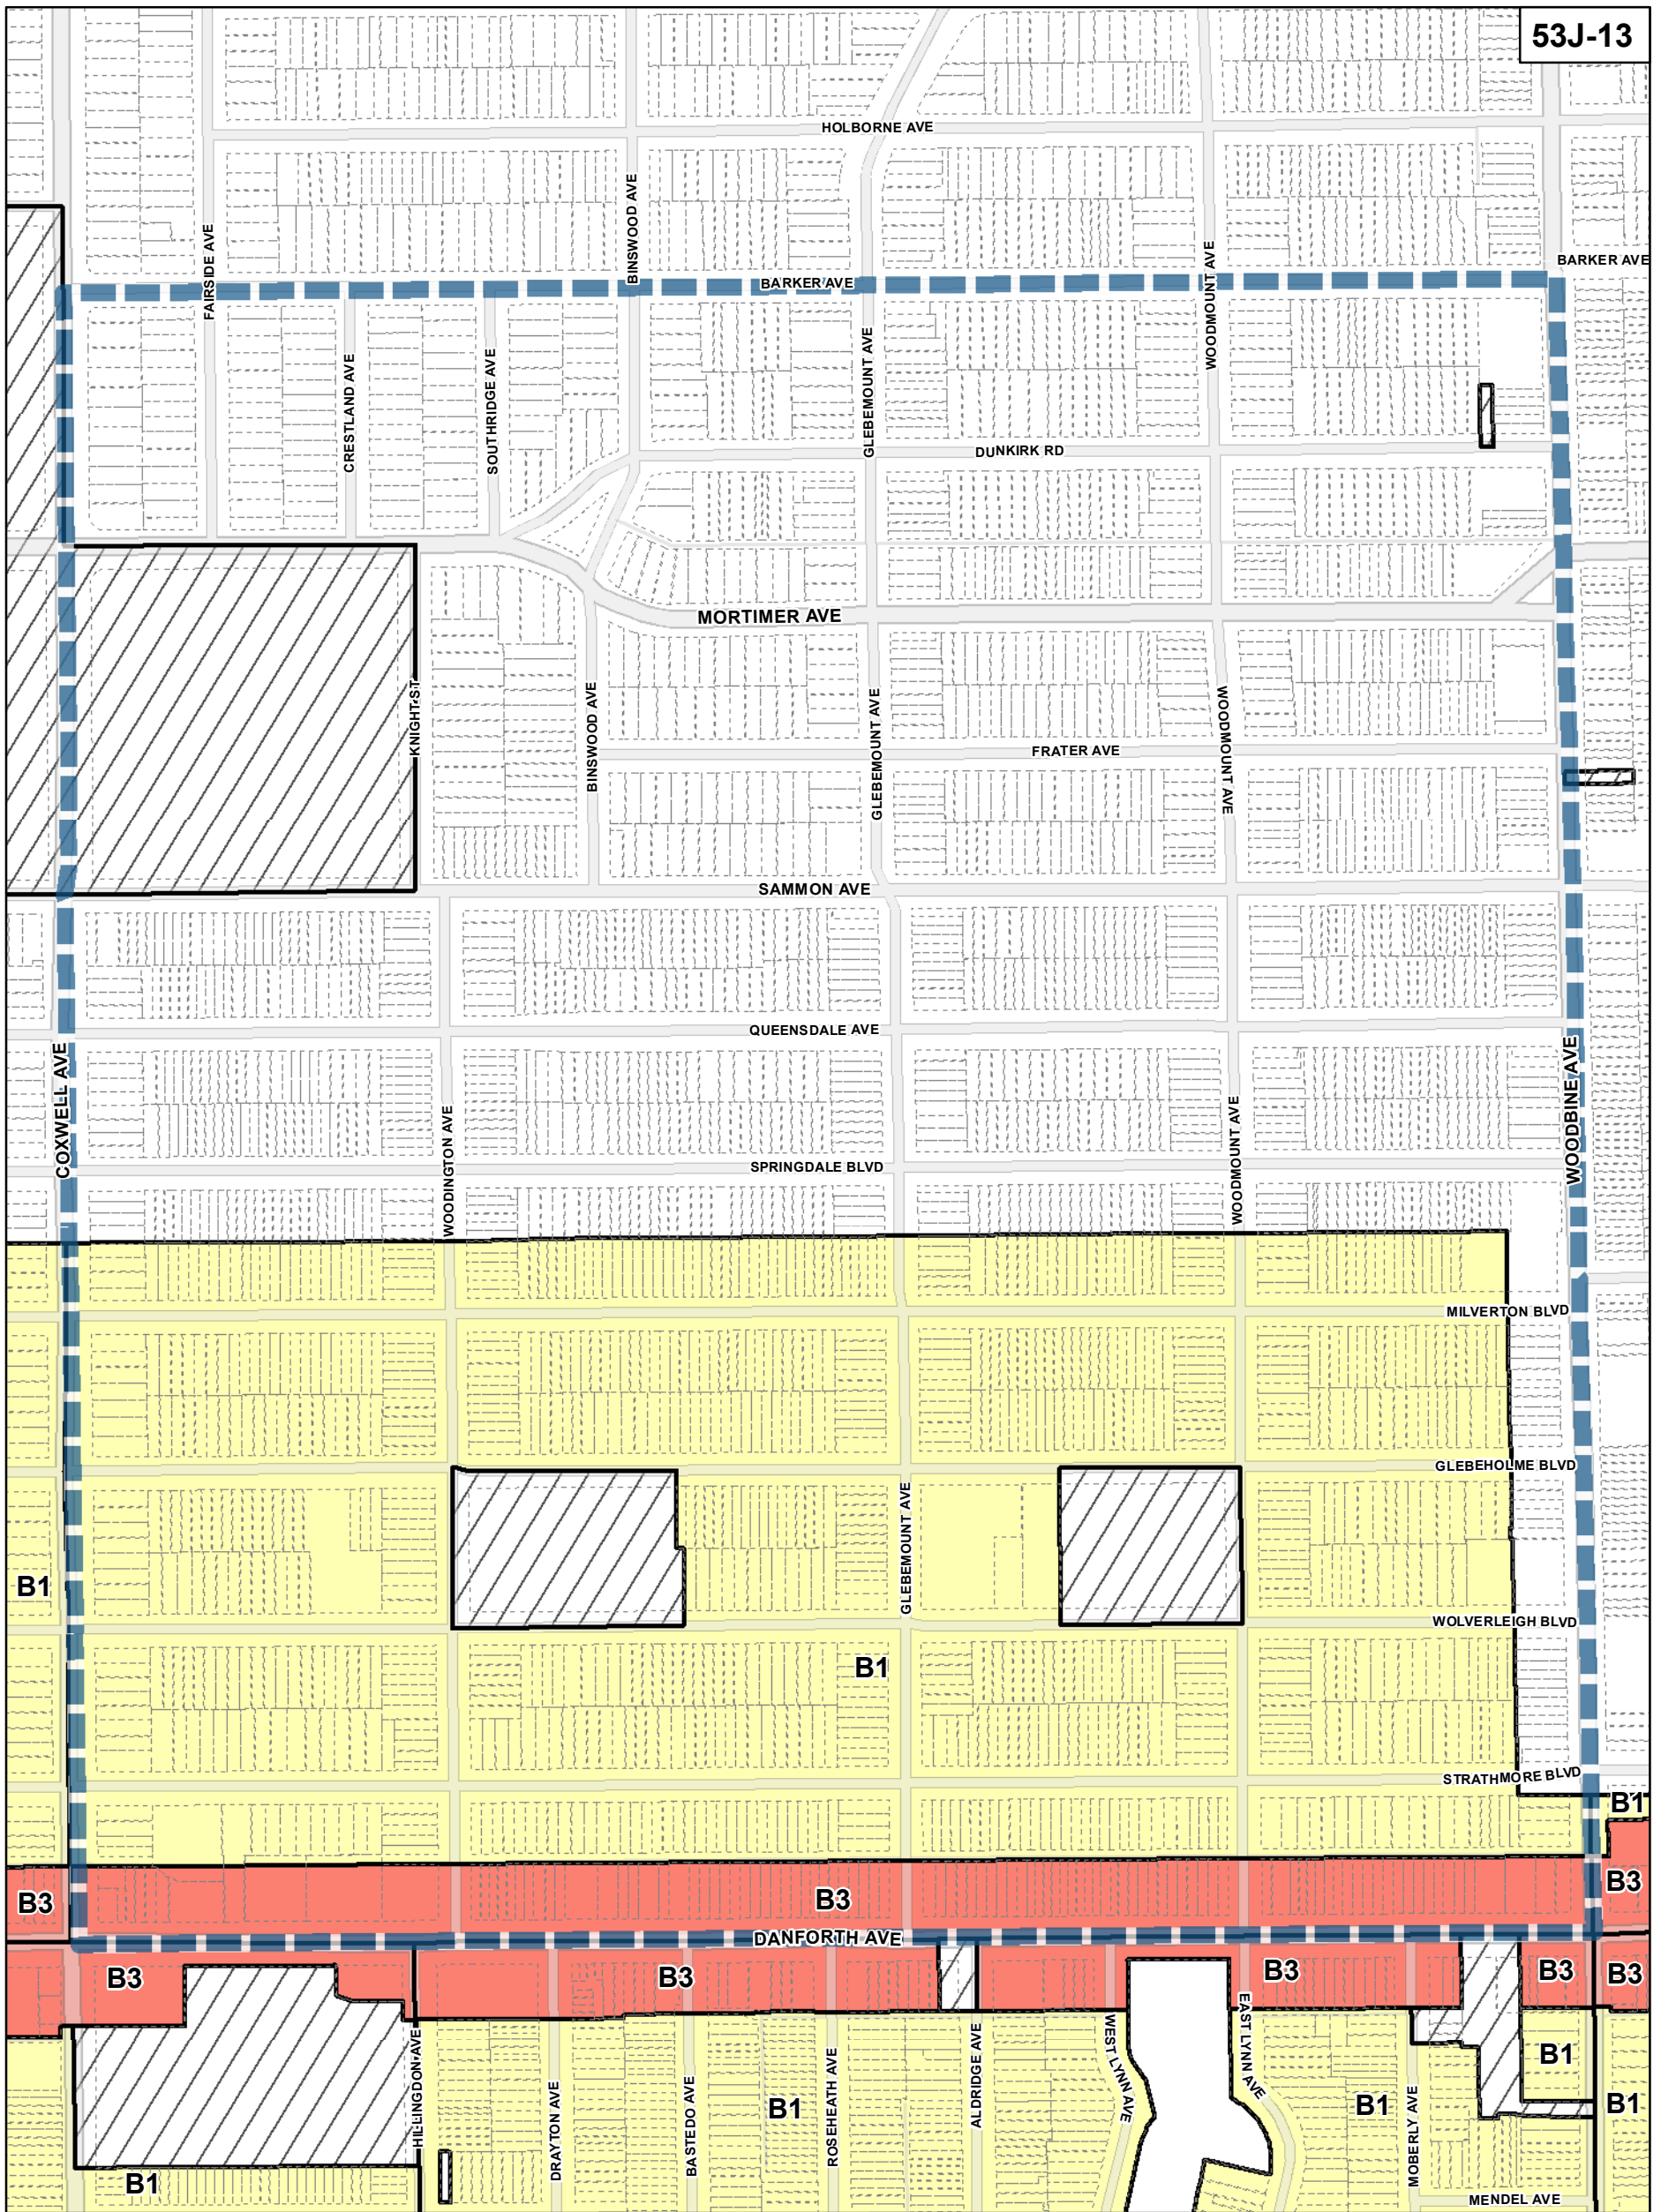 53J-13
HOLBORNE AVE
BINSWOOD AVE
FAIRSIDE AVE
WOODMOUNT AVE
BARKER AVE
BARKER AVE
CRESTLAND AVE
SOUTHRIDGE AVE
GLEBEMOUNT AVE
DUNKIRK RD
MORTIMER AVE
KNIGHT ST
BINSWOOD AVE
GLEBEMOUNT AVE
WOODMOUNT AVE
FRATER AVE
SAMMON AVE
QUEENSDALE AVE
COXWELL AVE
WOODINGTON AVE
WOODMOUNT AVE
WOODBINE AVE
SPRINGDALE BLVD
MILVERTON BLVD
GLEBEHOLME BLVD
GLEBEMOUNT AVE
B1
WOLVERLEIGH BLVD
B1
STRATHMORE BLVD
B1
B3
B3
B3
DANFORTH AVE
B3
B3
B3
B3
B3
HILLINGDON AVE
DRAYTON AVE
BASTEDO AVE
ROSEHEATH AVE
ALDRIDGE AVE
WEST LYNN AVE
EAST LYNN AVE
MOBERLY AVE
B1
B1
B1
B1
B1
MENDEL AVE